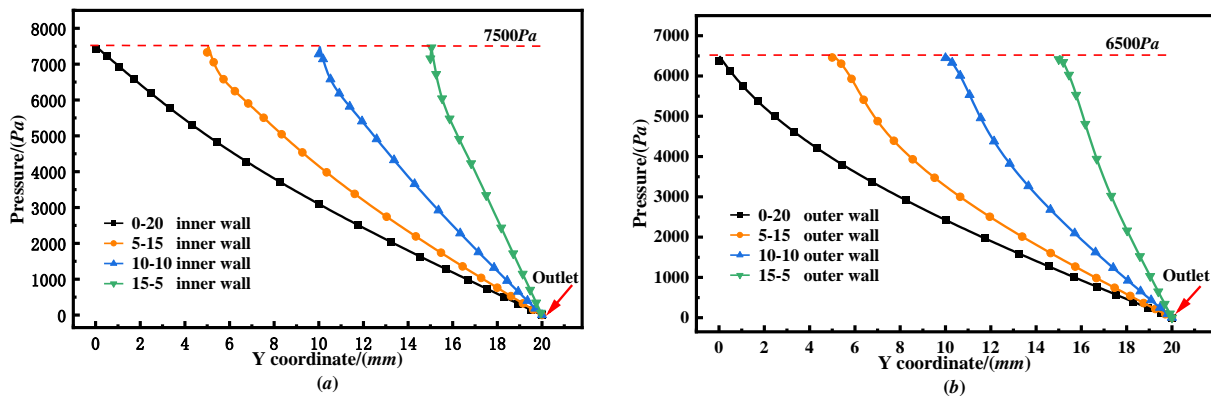 8000
7000
6000
5000
4000
3000
2000
1000
0
Pressure/(Pa)
7500Pa
0-20 inner wall
5-15 inner wall
10-10 inner wall
15-5 inner wall
Outlet
0 2 4 6 8 10 12 14 16 18 20
Y coordinate/(mm)
(a)
7000
6000
5000
4000
3000
2000
1000
0
Pressure/(Pa)
6500Pa
0-20 outer wall
5-15 outer wall
10-10 outer wall
15-5 outer wall
Outlet
0 2 4 6 8 10 12 14 16 18 20
Y coordinate/(mm)
(b)